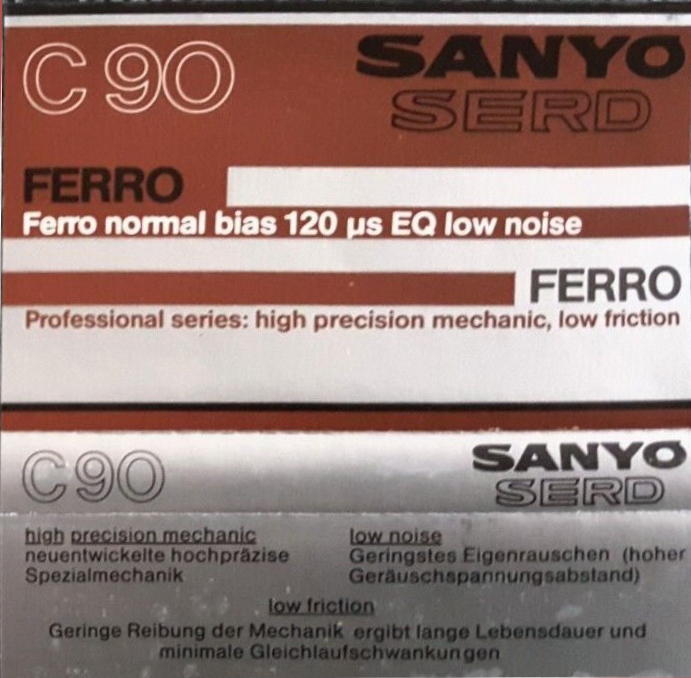 C 90 SANYO
SERD
FERRO
Ferro normal bias 120 µs EQ low noise
FERRO
Professional series: high precision mechanic, low friction
C90 SANYO
SERD
high precision mechanic
neuentwickelte hochpräzise
Spezialmechanik
low noise
Geringstes Eigenrauschen (hoher
Geräuschspannungsabstand)
low friction
Geringe Reibung der Mechanik ergibt lange Lebensdauer und
minimale Gleichlaufschwankungen